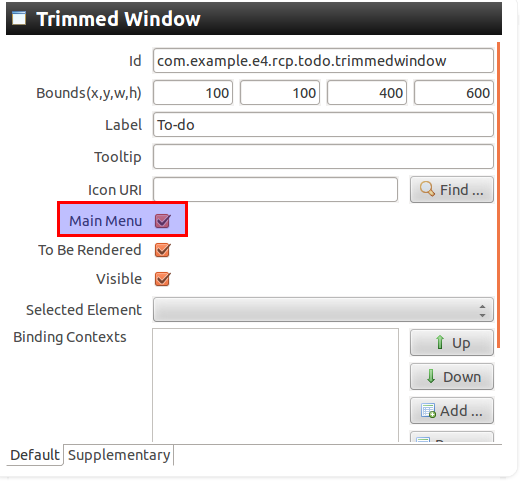 Trimmed Window
Id com.example.e4.rcp.todo.trimmedwindow
Bounds(x,y,w,h) 100 100 400 600
Label To-do
Tooltip
Icon URI Find ...
Main Menu
To Be Rendered
Visible
Selected Element
Binding Contexts Up
Down
Add ...
Default Supplementary